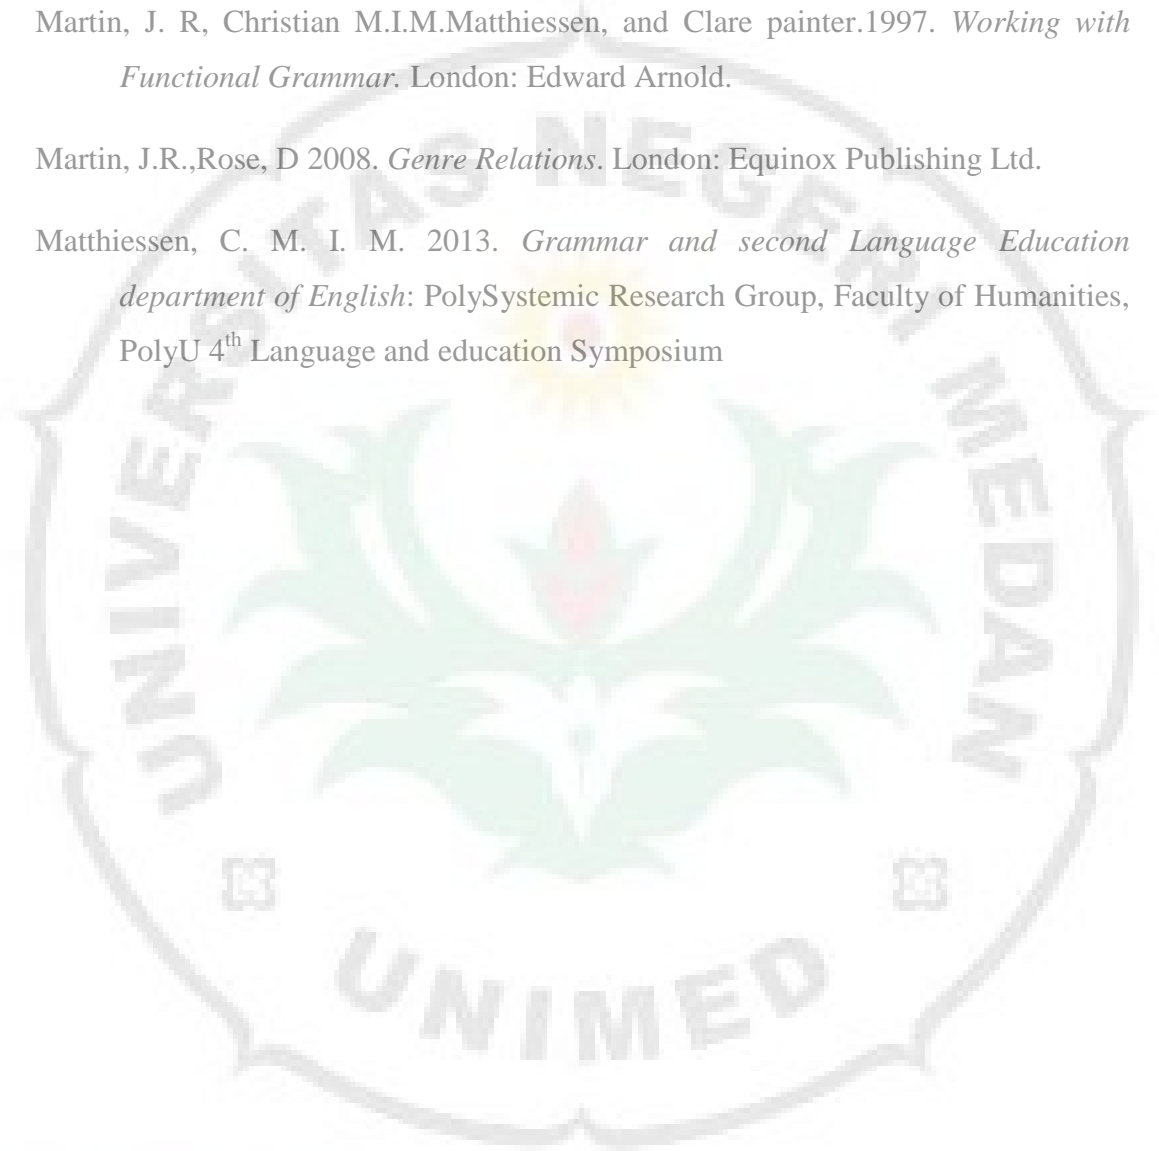 Martin, J. R, Christian M.I.M.Matthiessen, and Clare painter.1997. Working with
Functional Grammar. London: Edward Arnold.
Martin, J.R.,Rose, D 2008. Genre Relations. London: Equinox Publishing Ltd.
Matthiessen, C. M. I. M. 2013. Grammar and second Language Education
department of English: PolySystemic Research Group, Faculty of Humanities,
PolyU 4th Language and education Symposium
UNIVERSITAS NEGERI MEDAN
UNIMED